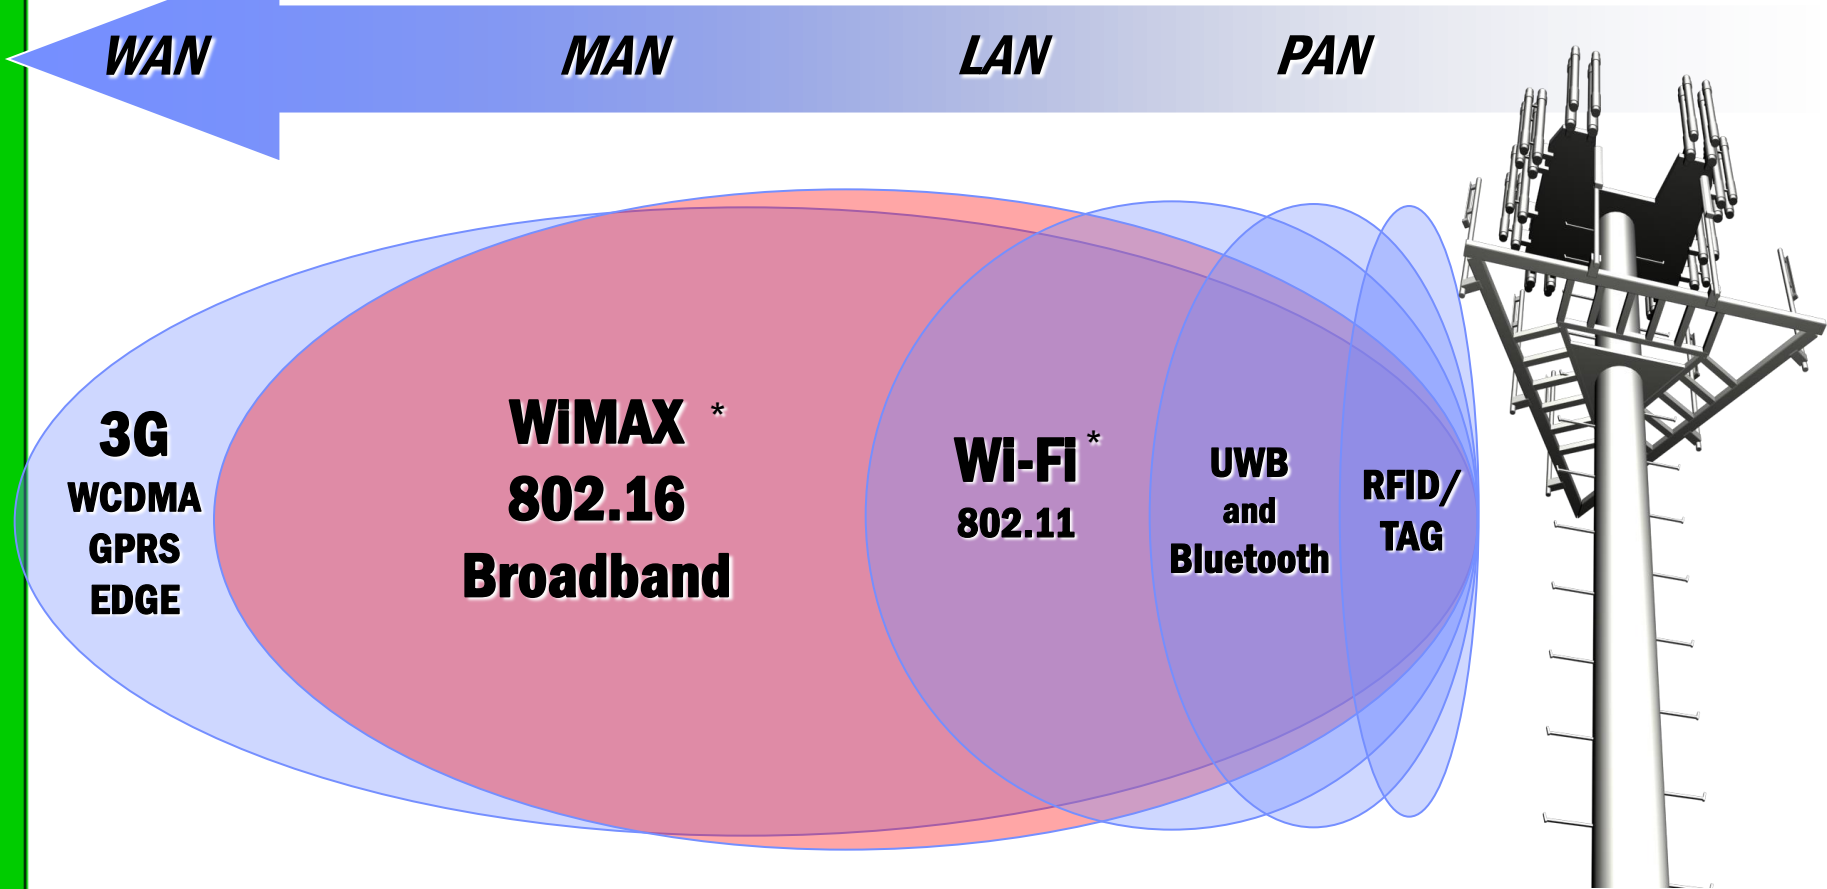 WAN MAN LAN PAN
3G
WCDMA
GPRS
EDGE
WiMAX *
802.16
Broadband
Wi-Fi *
802.11
UWB
and
Bluetooth
RFID/
TAG